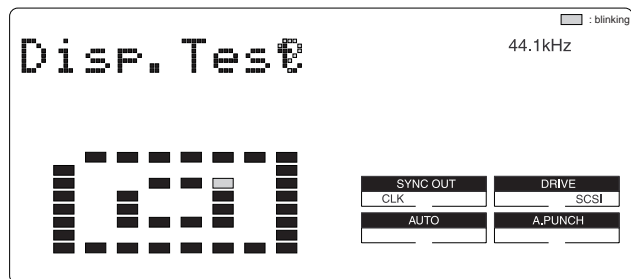 : blinking
Disp.Test
44.1kHz
SYNC OUT DRIVE
CLK SCSI
AUTO A.PUNCH